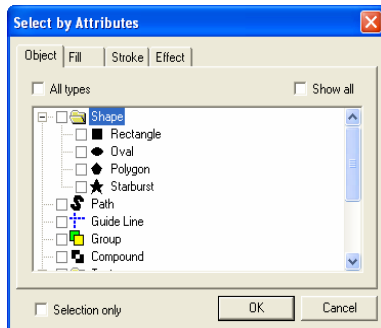 Select by Attributes
Object Fill Stroke Effect
All types Show all
Shape
Rectangle
Oval
Polygon
Starburst
Path
Guide Line
Group
Compound
Selection only OK Cancel